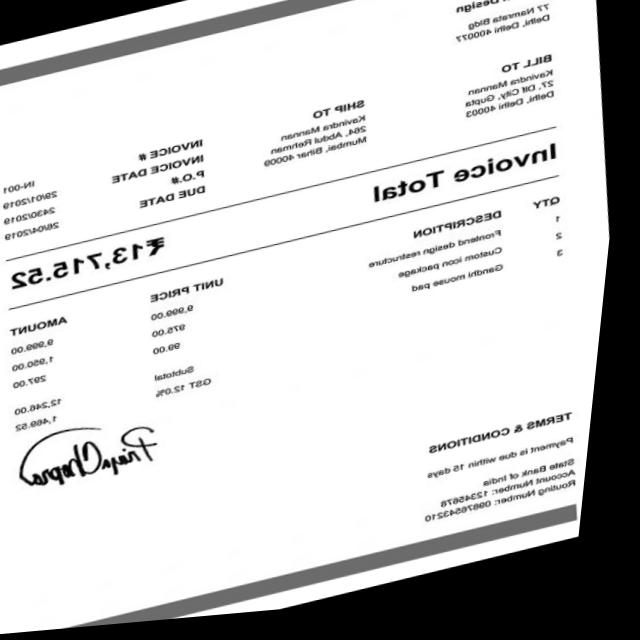 Design
77 Namrata Bldg
Delhi, Delhi 400077
BILL TO
Kavindra Mannan
27, Dlf City, Gupta
Delhi, Delhi 40003
SHIP TO
Kavindra Mannan
264, Abdul Rehman
Mumbai, Bihar 40009
INVOICE # IN-001
INVOICE DATE 29/01/2019
P.O.# 2430/2019
DUE DATE 26/04/2019
Invoice Total ₹13,715.52
QTY DESCRIPTION UNIT PRICE AMOUNT
1 Frontend design restructure 9,999.00 9,999.00
2 Custom icon package 975.00 1,950.00
3 Gandhi mouse pad 99.00 297.00
Subtotal 12,246.00
GST 12.0% 1,469.52
Priya Chopra
TERMS & CONDITIONS
Payment is due within 15 days
State Bank of India
Account Number: 12345678
Routing Number: 09876543210